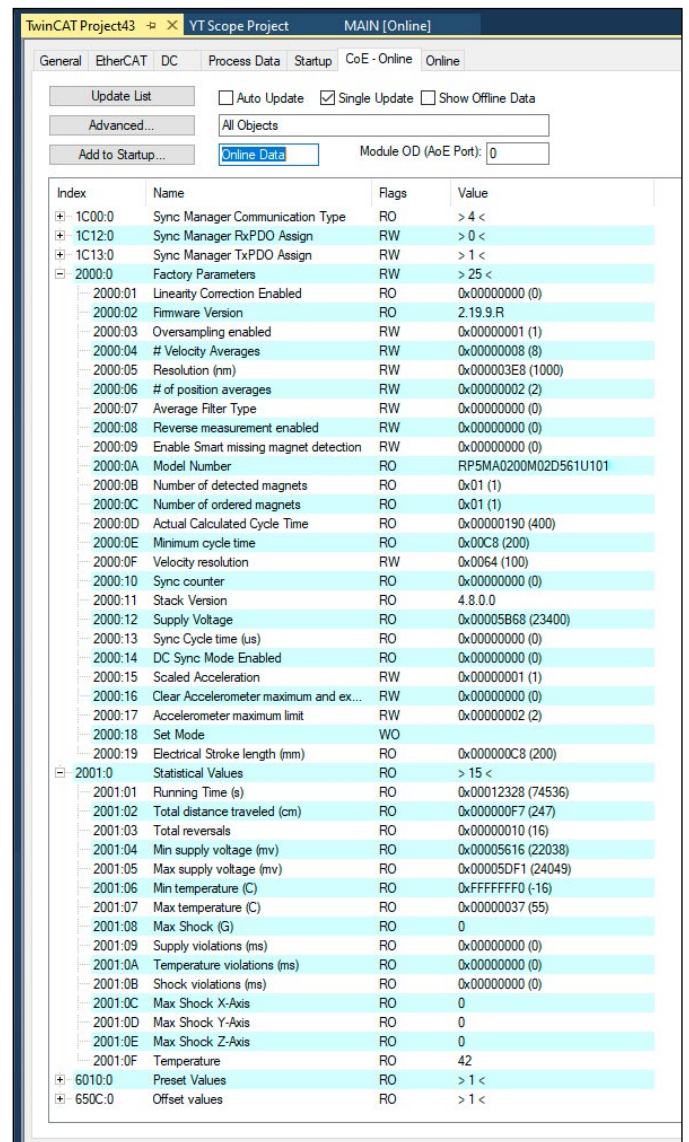 TwinCAT Project43 YT Scope Project MAIN [Online]
General EtherCAT DC Process Data Startup CoE - Online Online
Update List Auto Update Single Update Show Offline Data
Advanced... All Objects
Add to Startup... Online Data Module OD (AoE Port): 0
Index Name Flags Value
1C00:0 Sync Manager Communication Type RO > 4 <
1C12:0 Sync Manager RxPDO Assign RW > 0 <
1C13:0 Sync Manager TxPDO Assign RW > 1 <
2000:0 Factory Parameters RW > 25 <
2000:01 Linearity Correction Enabled RO 0x00000000 (0)
2000:02 Firmware Version RO 2.19.9.R
2000:03 Oversampling enabled RW 0x00000001 (1)
2000:04 # Velocity Averages RW 0x00000008 (8)
2000:05 Resolution (nm) RW 0x000003E8 (1000)
2000:06 # of position averages RW 0x00000002 (2)
2000:07 Average Filter Type RW 0x00000000 (0)
2000:08 Reverse measurement enabled RW 0x00000000 (0)
2000:09 Enable Smart missing magnet detection RW 0x00000000 (0)
2000:0A Model Number RO RP5MA0200M02D561U101
2000:0B Number of detected magnets RO 0x01 (1)
2000:0C Number of ordered magnets RO 0x01 (1)
2000:0D Actual Calculated Cycle Time RO 0x00000190 (400)
2000:0E Minimum cycle time RO 0x00C8 (200)
2000:0F Velocity resolution RW 0x0064 (100)
2000:10 Sync counter RO 0x00000000 (0)
2000:11 Stack Version RO 4.8.0.0
2000:12 Supply Voltage RO 0x00005B68 (23400)
2000:13 Sync Cycle time (us) RO 0x00000000 (0)
2000:14 DC Sync Mode Enabled RO 0x00000000 (0)
2000:15 Scaled Acceleration RW 0x00000001 (1)
2000:16 Clear Accelerometer maximum and ex... RW 0x00000000 (0)
2000:17 Accelerometer maximum limit RW 0x00000002 (2)
2000:18 Set Mode WO
2000:19 Electrical Stroke length (mm) RO 0x000000C8 (200)
2001:0 Statistical Values RO > 15 <
2001:01 Running Time (s) RO 0x00012328 (74536)
2001:02 Total distance traveled (cm) RO 0x000000F7 (247)
2001:03 Total reversals RO 0x00000010 (16)
2001:04 Min supply voltage (mv) RO 0x00005616 (22038)
2001:05 Max supply voltage (mv) RO 0x00005DF1 (24049)
2001:06 Min temperature (C) RO 0xFFFFFFF0 (-16)
2001:07 Max temperature (C) RO 0x00000037 (55)
2001:08 Max Shock (G) RO 0
2001:09 Supply violations (ms) RO 0x00000000 (0)
2001:0A Temperature violations (ms) RO 0x00000000 (0)
2001:0B Shock violations (ms) RO 0x00000000 (0)
2001:0C Max Shock X-Axis RO 0
2001:0D Max Shock Y-Axis RO 0
2001:0E Max Shock Z-Axis RO 0
2001:0F Temperature RO 42
6010:0 Preset Values RO > 1 <
650C:0 Offset values RO > 1 <